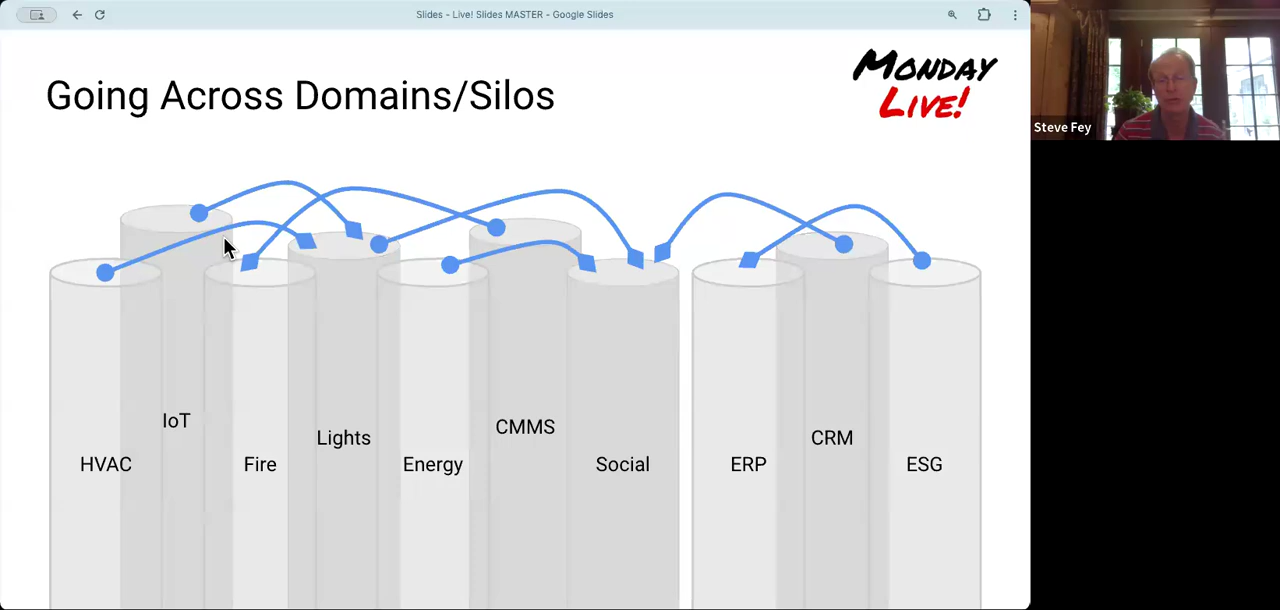 Slides - Live! Slides MASTER - Google Slides
Going Across Domains/Silos
MONDAY
LIVE!
Steve Fey
IoT
CMMS
Lights
CRM
HVAC
Fire
Energy
Social
ERP
ESG